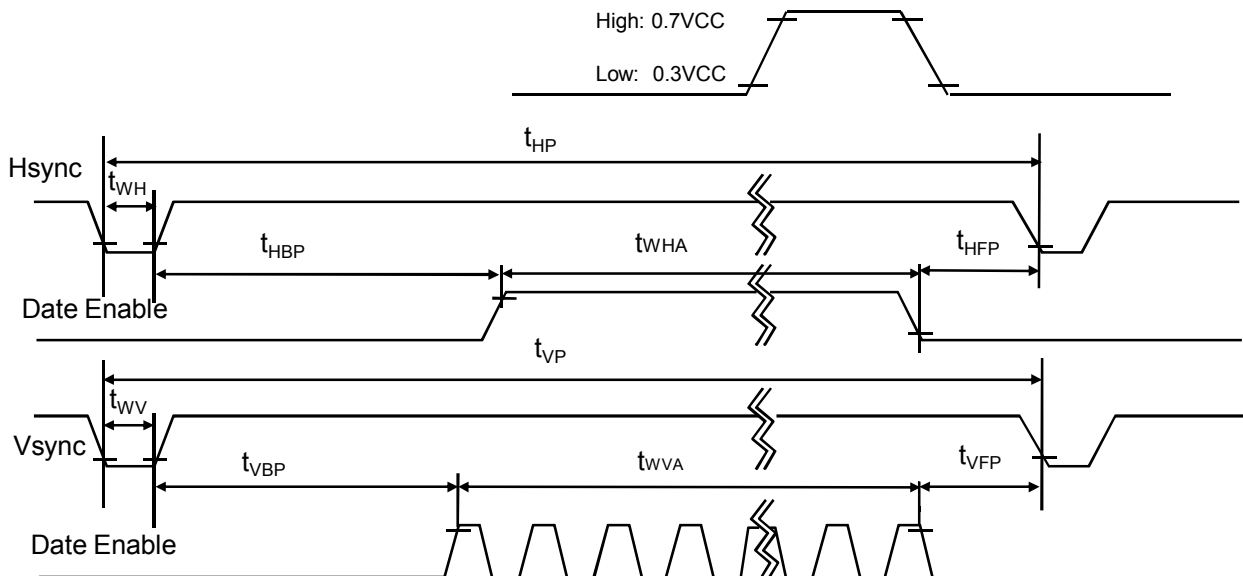 High: 0.7VCC
Low: 0.3VCC
tHP
Hsync
tWH
tHBP
tWHA
tHFP
Date Enable
tVP
tWV
Vsync
tVBP
tWVA
tVFP
Date Enable